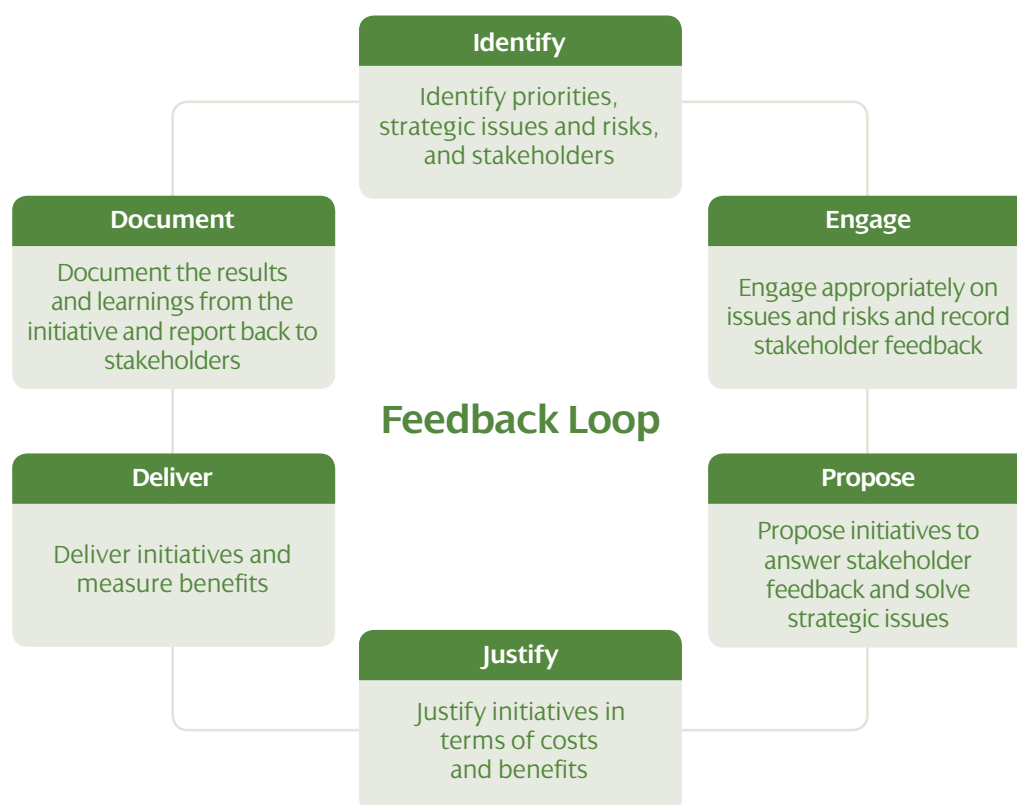 Identify
Identify priorities,
strategic issues and risks,
and stakeholders
Engage
Engage appropriately on
issues and risks and record
stakeholder feedback
Propose
Propose initiatives to
answer stakeholder
feedback and solve
strategic issues
Justify
Justify initiatives in
terms of costs
and benefits
Deliver
Deliver initiatives and
measure benefits
Document
Document the results
and learnings from the
initiative and report back to
stakeholders
Feedback Loop